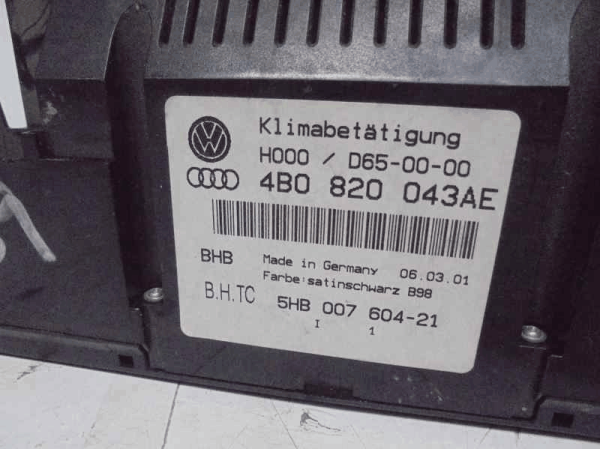 Klimabetätigung
H000 / D65-00-00
4B0 820 043AE
BHB Made in Germany 06.03.01
Farbe:satinschwarz B98
B.H.TC 5HB 007 604-21
I 1